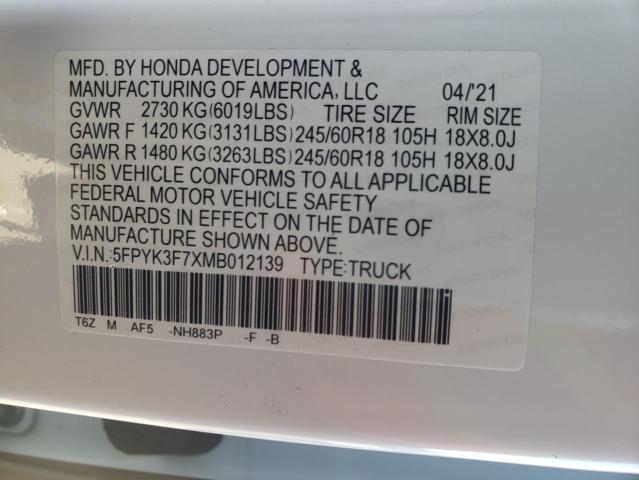 MFD. BY HONDA DEVELOPMENT &
MANUFACTURING OF AMERICA, LLC 04/'21
GVWR 2730 KG(6019LBS) TIRE SIZE RIM SIZE
GAWR F 1420 KG(3131LBS) 245/60R18 105H 18X8.0J
GAWR R 1480 KG(3263LBS) 245/60R18 105H 18X8.0J
THIS VEHICLE CONFORMS TO ALL APPLICABLE
FEDERAL MOTOR VEHICLE SAFETY
STANDARDS IN EFFECT ON THE DATE OF
MANUFACTURE SHOWN ABOVE.
V.I.N.:5FPYK3F7XMB012139 TYPE:TRUCK
T6Z M AF5 -NH883P -F -B